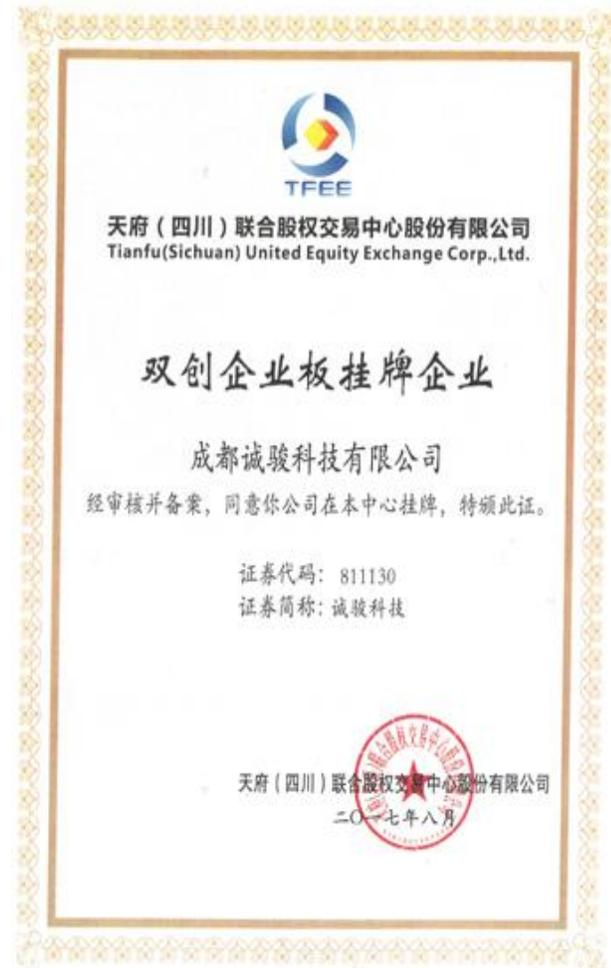 TFEE
天府（四川）联合股权交易中心股份有限公司
Tianfu(Sichuan) United Equity Exchange Corp.,Ltd.
双创企业板挂牌企业
成都诚骏科技有限公司
经审核并备案，同意你公司在本中心挂牌，特颁此证。
证券代码：811130
证券简称：诚骏科技
天府（四川）联合股权交易中心股份有限公司
二〇一七年八月